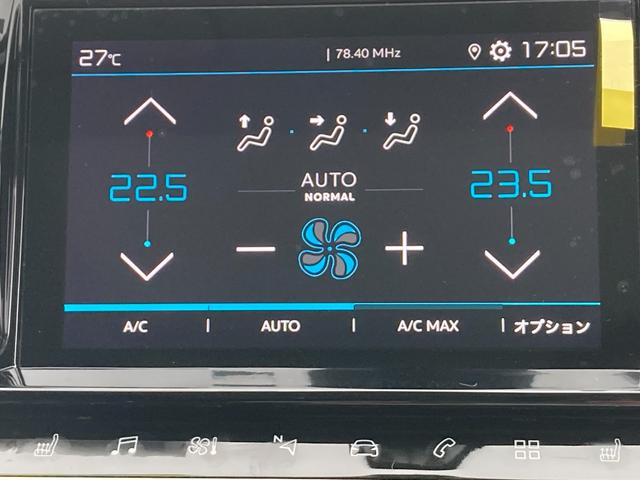 27℃ | 78.40 MHz 17:05
22.5 23.5
AUTO
NORMAL
A/C | AUTO | A/C MAX | オプション
N